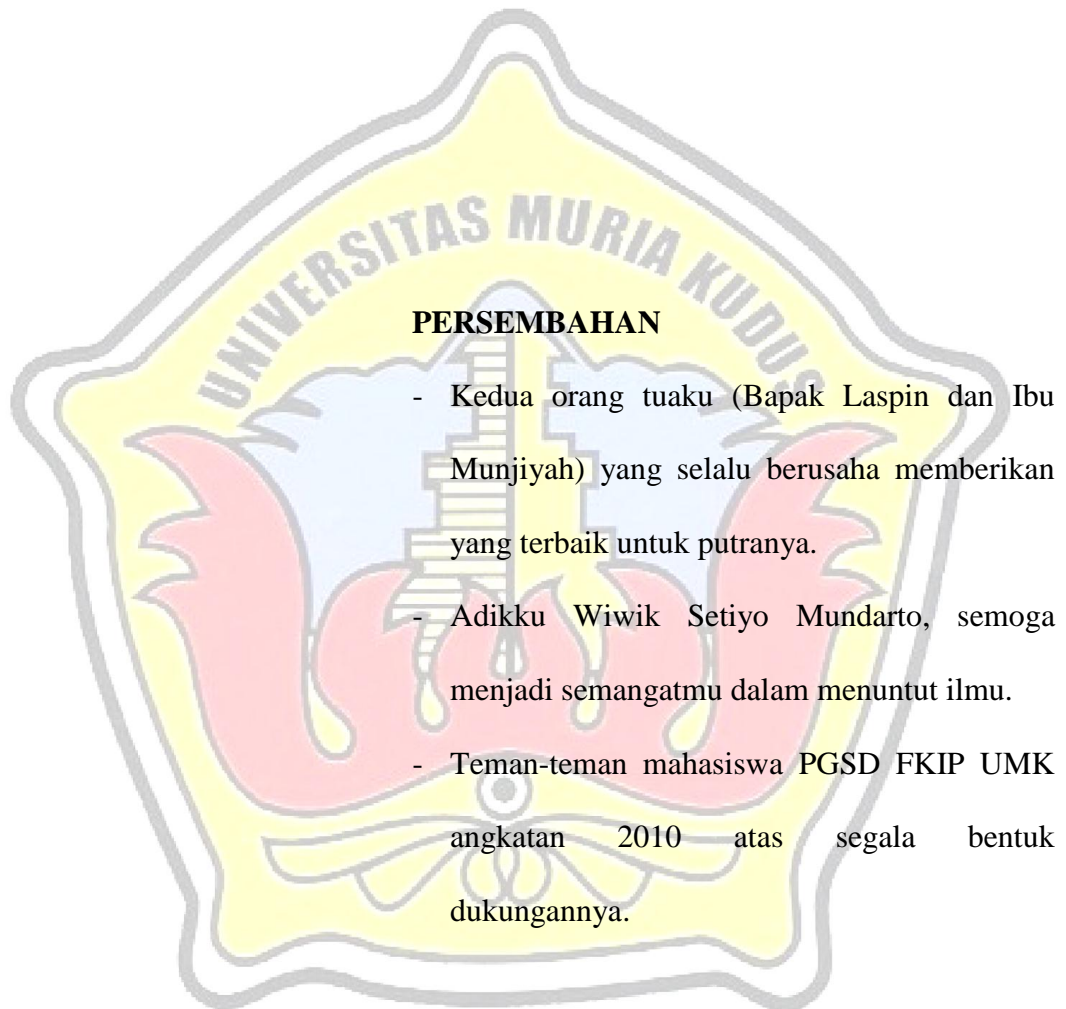 UNIVERSITAS MURIA KUDUS
PERSEMBAHAN
- Kedua orang tuaku (Bapak Laspin dan Ibu
Munjiyah) yang selalu berusaha memberikan
yang terbaik untuk putranya.
- Adikku Wiwik Setiyo Mundarto, semoga
menjadi semangatmu dalam menuntut ilmu.
- Teman-teman mahasiswa PGSD FKIP UMK
angkatan 2010 atas segala bentuk
dukungannya.